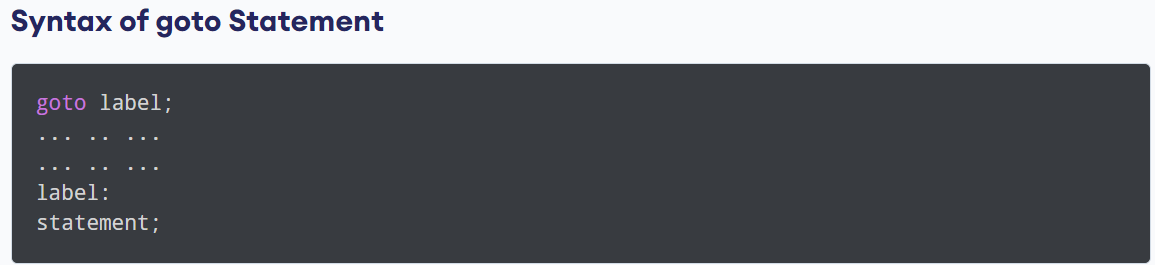 Syntax of goto Statement
goto label;
... .. ...
... .. ...
label:
statement;